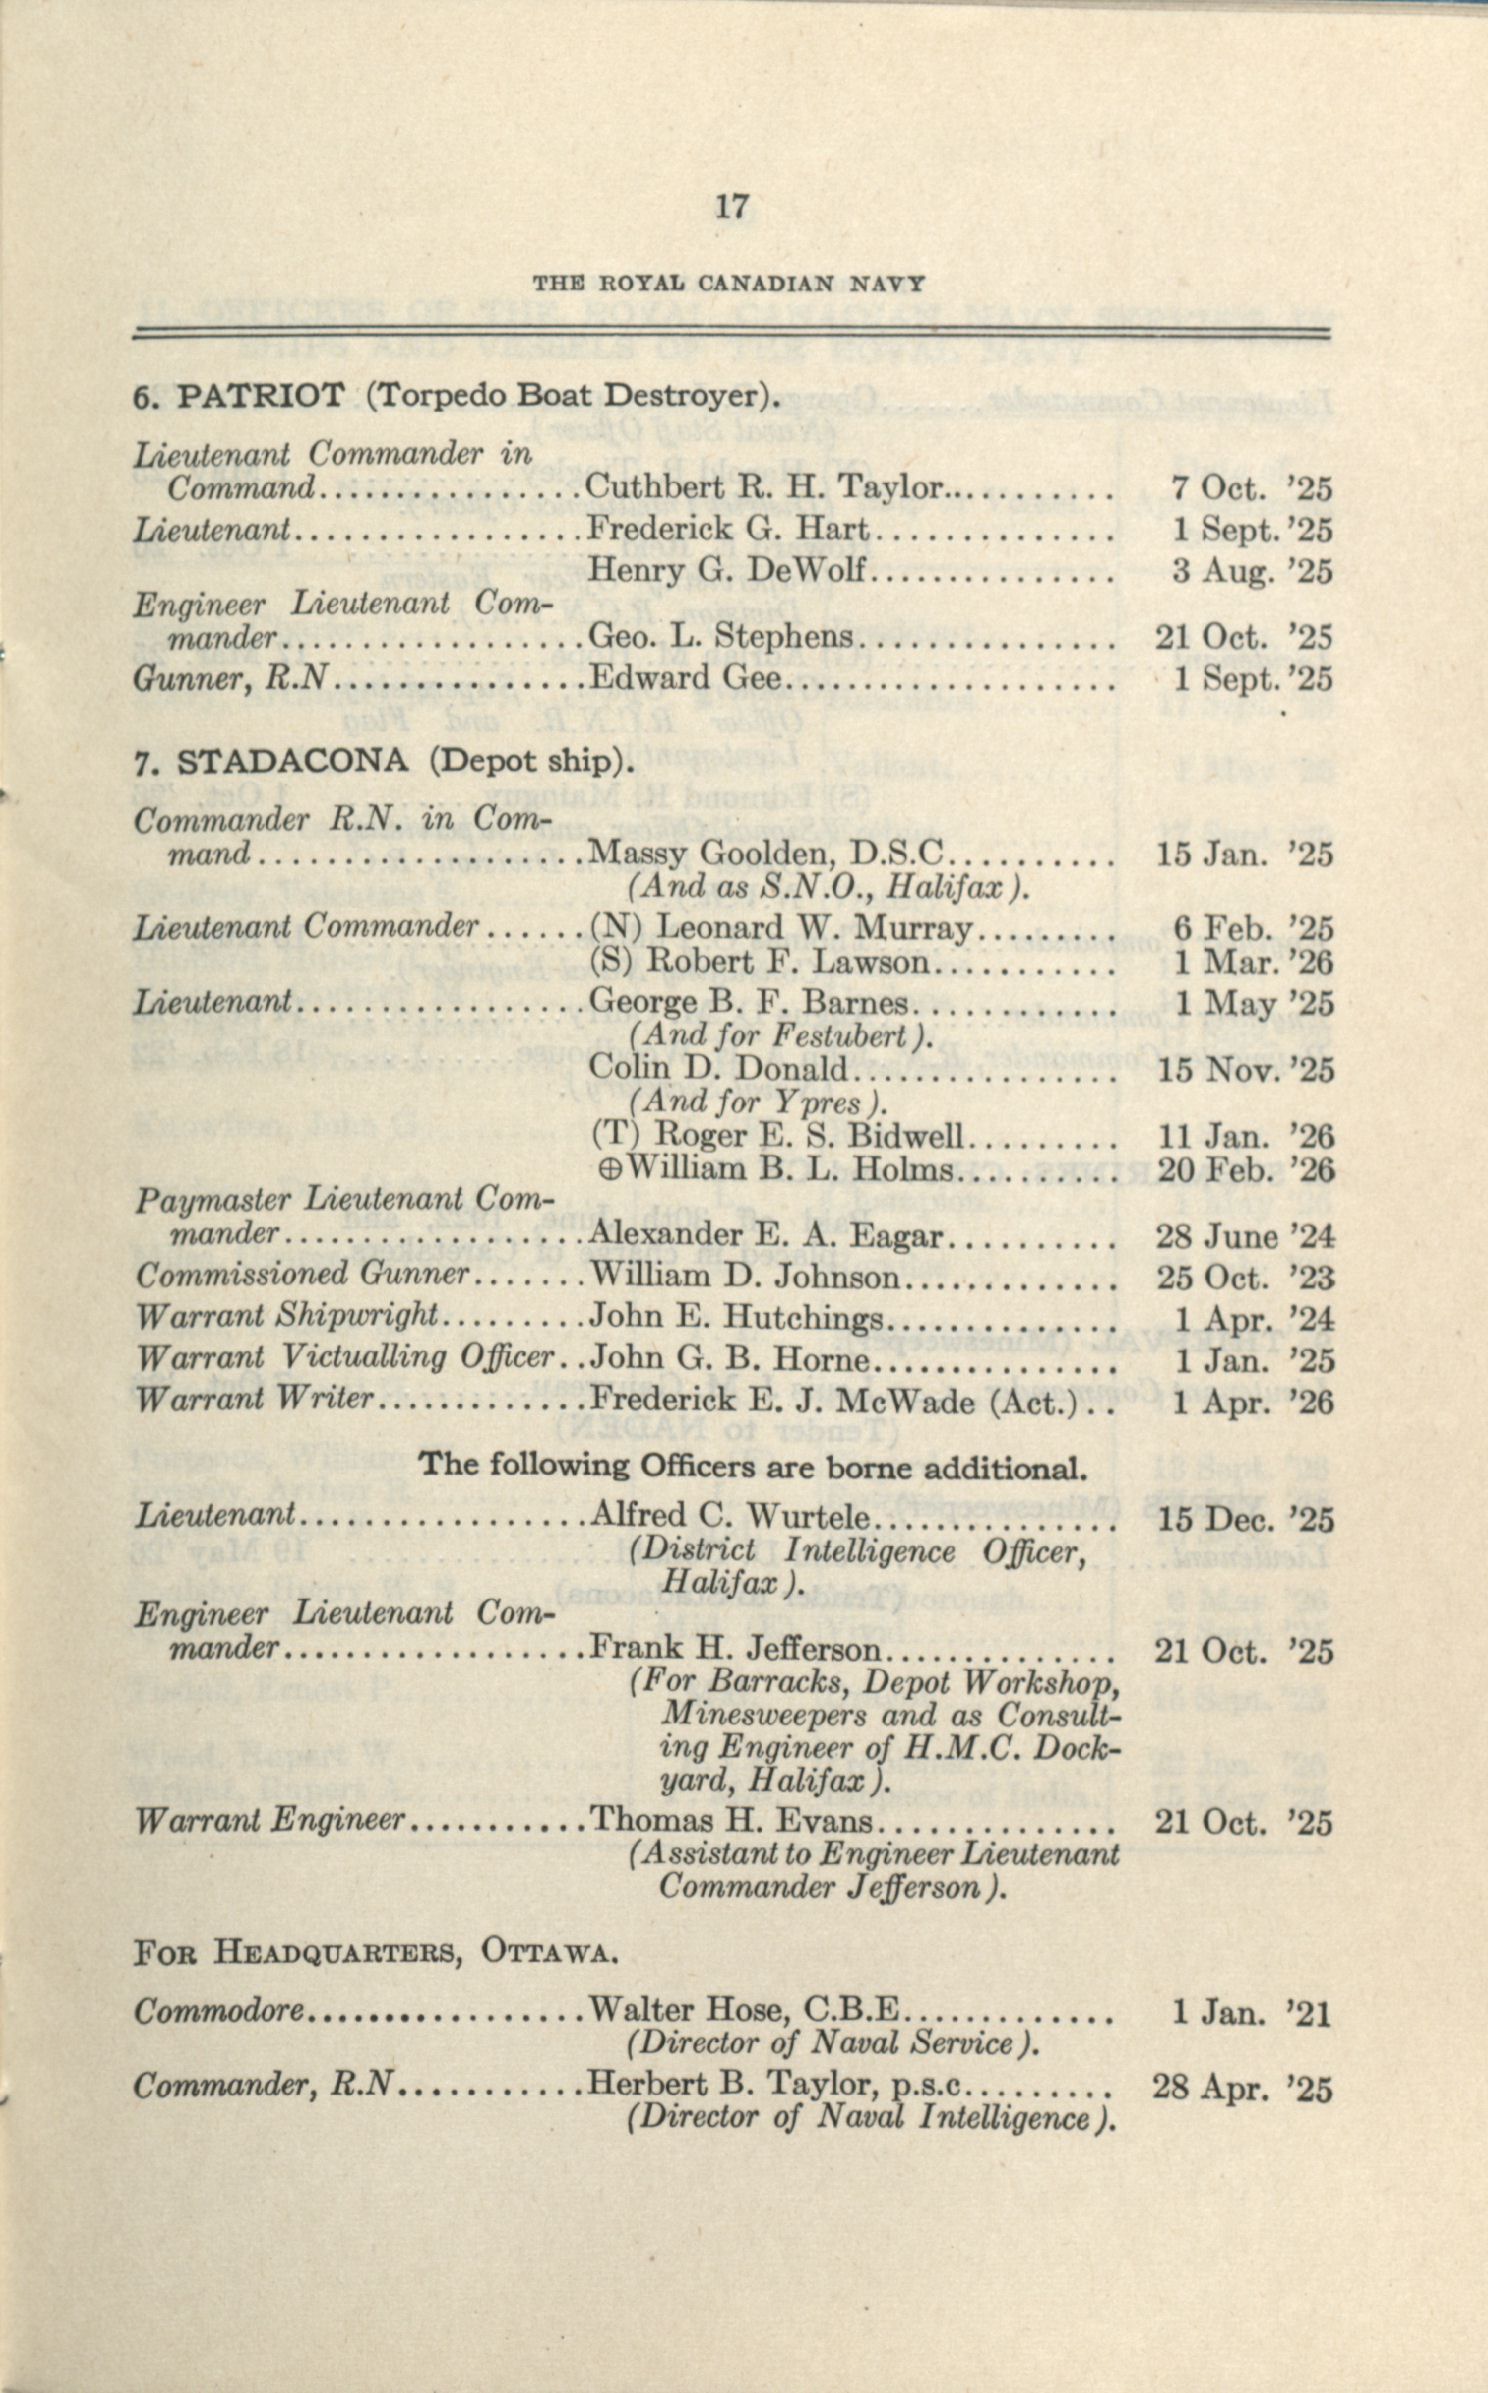 17
THE ROYAL CANADIAN NAVY
6. PATRIOT (Torpedo Boat Destroyer).
Lieutenant Commander in
Command................Cuthbert R. H. Taylor........... 7 Oct. ’25
Lieutenant..................Frederick G. Hart............... 1 Sept. ’25
Henry G. DeWolf............... 3 Aug. ’25
Engineer Lieutenant Com-
mander...................Geo. L. Stephens................ 21 Oct. ’25
Gunner, R.N................Edward Gee..................... 1 Sept. ’25
7. STADACONA (Depot ship).
Commander R.N. in Com-
mand....................Massy Goolden, D.S.C........... 15 Jan. ’25
(And as S.N.O., Halifax).
Lieutenant Commander......(N) Leonard W. Murray......... 6 Feb. ’25
(S) Robert F. Lawson........... 1 Mar. ’26
Lieutenant..................George B. F. Barnes............. 1 May ’25
(And for Festubert).
Colin D. Donald................. 15 Nov. ’25
(And for Ypres).
(T) Roger E. S. Bidwell.......... 11 Jan. ’26
⊕William B. L. Holms.......... 20 Feb. ’26
Paymaster Lieutenant Com-
mander...................Alexander E. A. Eagar........... 28 June ’24
Commissioned Gunner.......William D. Johnson.............. 25 Oct. ’23
Warrant Shipwright.........John E. Hutchings............... 1 Apr. ’24
Warrant Victualling Officer..John G. B. Horne................ 1 Jan. ’25
Warrant Writer.............Frederick E. J. McWade (Act.).. 1 Apr. ’26
The following Officers are borne additional.
Lieutenant..................Alfred C. Wurtele................ 15 Dec. ’25
(District Intelligence Officer,
Halifax).
Engineer Lieutenant Com-
mander...................Frank H. Jefferson............... 21 Oct. ’25
(For Barracks, Depot Workshop,
Minesweepers and as Consult-
ing Engineer of H.M.C. Dock-
yard, Halifax).
Warrant Engineer...........Thomas H. Evans............... 21 Oct. ’25
(Assistant to Engineer Lieutenant
Commander Jefferson).
FOR HEADQUARTERS, OTTAWA.
Commodore..................Walter Hose, C.B.E.............. 1 Jan. ’21
(Director of Naval Service).
Commander, R.N............Herbert B. Taylor, p.s.c.......... 28 Apr. ’25
(Director of Naval Intelligence).